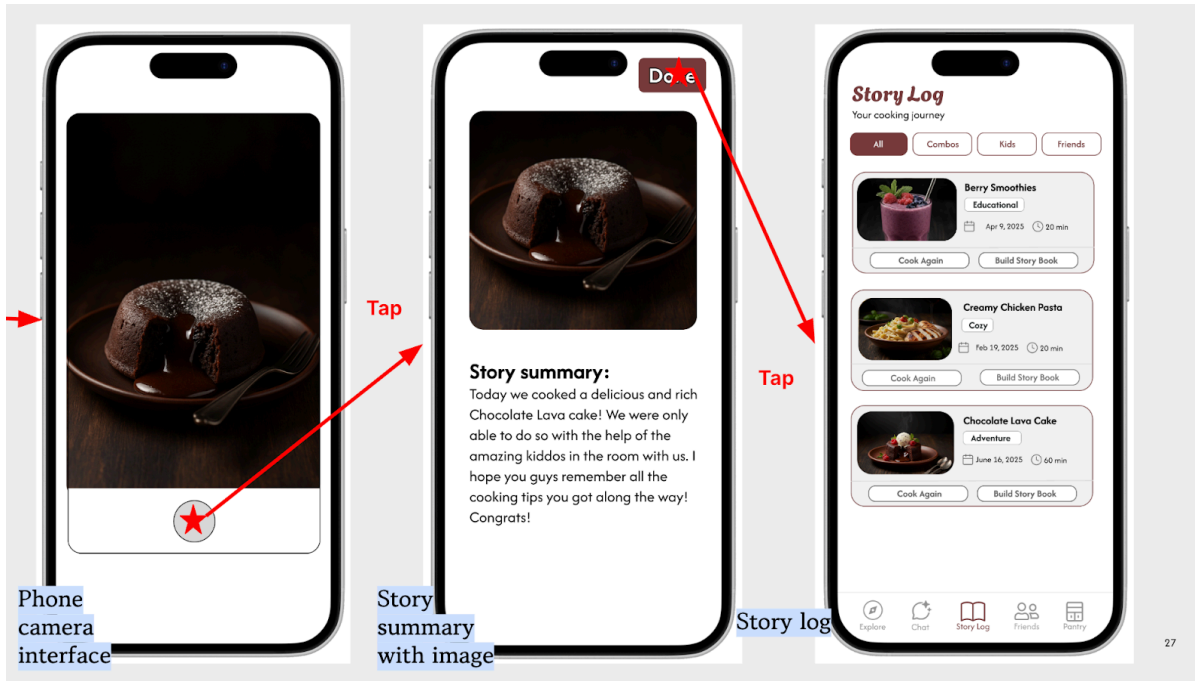 Tap
Phone
camera
interface
Done
Story summary:
Today we cooked a delicious and rich
Chocolate Lava cake! We were only
able to do so with the help of the
amazing kiddos in the room with us. I
hope you guys remember all the
cooking tips you got along the way!
Congrats!
Story
summary
with image
Tap
Story Log
Your cooking journey
All Combos Kids Friends
Berry Smoothies
Educational
Apr 9, 2025 20 min
Cook Again Build Story Book
Creamy Chicken Pasta
Cozy
Feb 19, 2025 20 min
Cook Again Build Story Book
Chocolate Lava Cake
Adventure
June 16, 2025 60 min
Cook Again Build Story Book
Explore Chat Story Log Friends Pantry
Story log
27